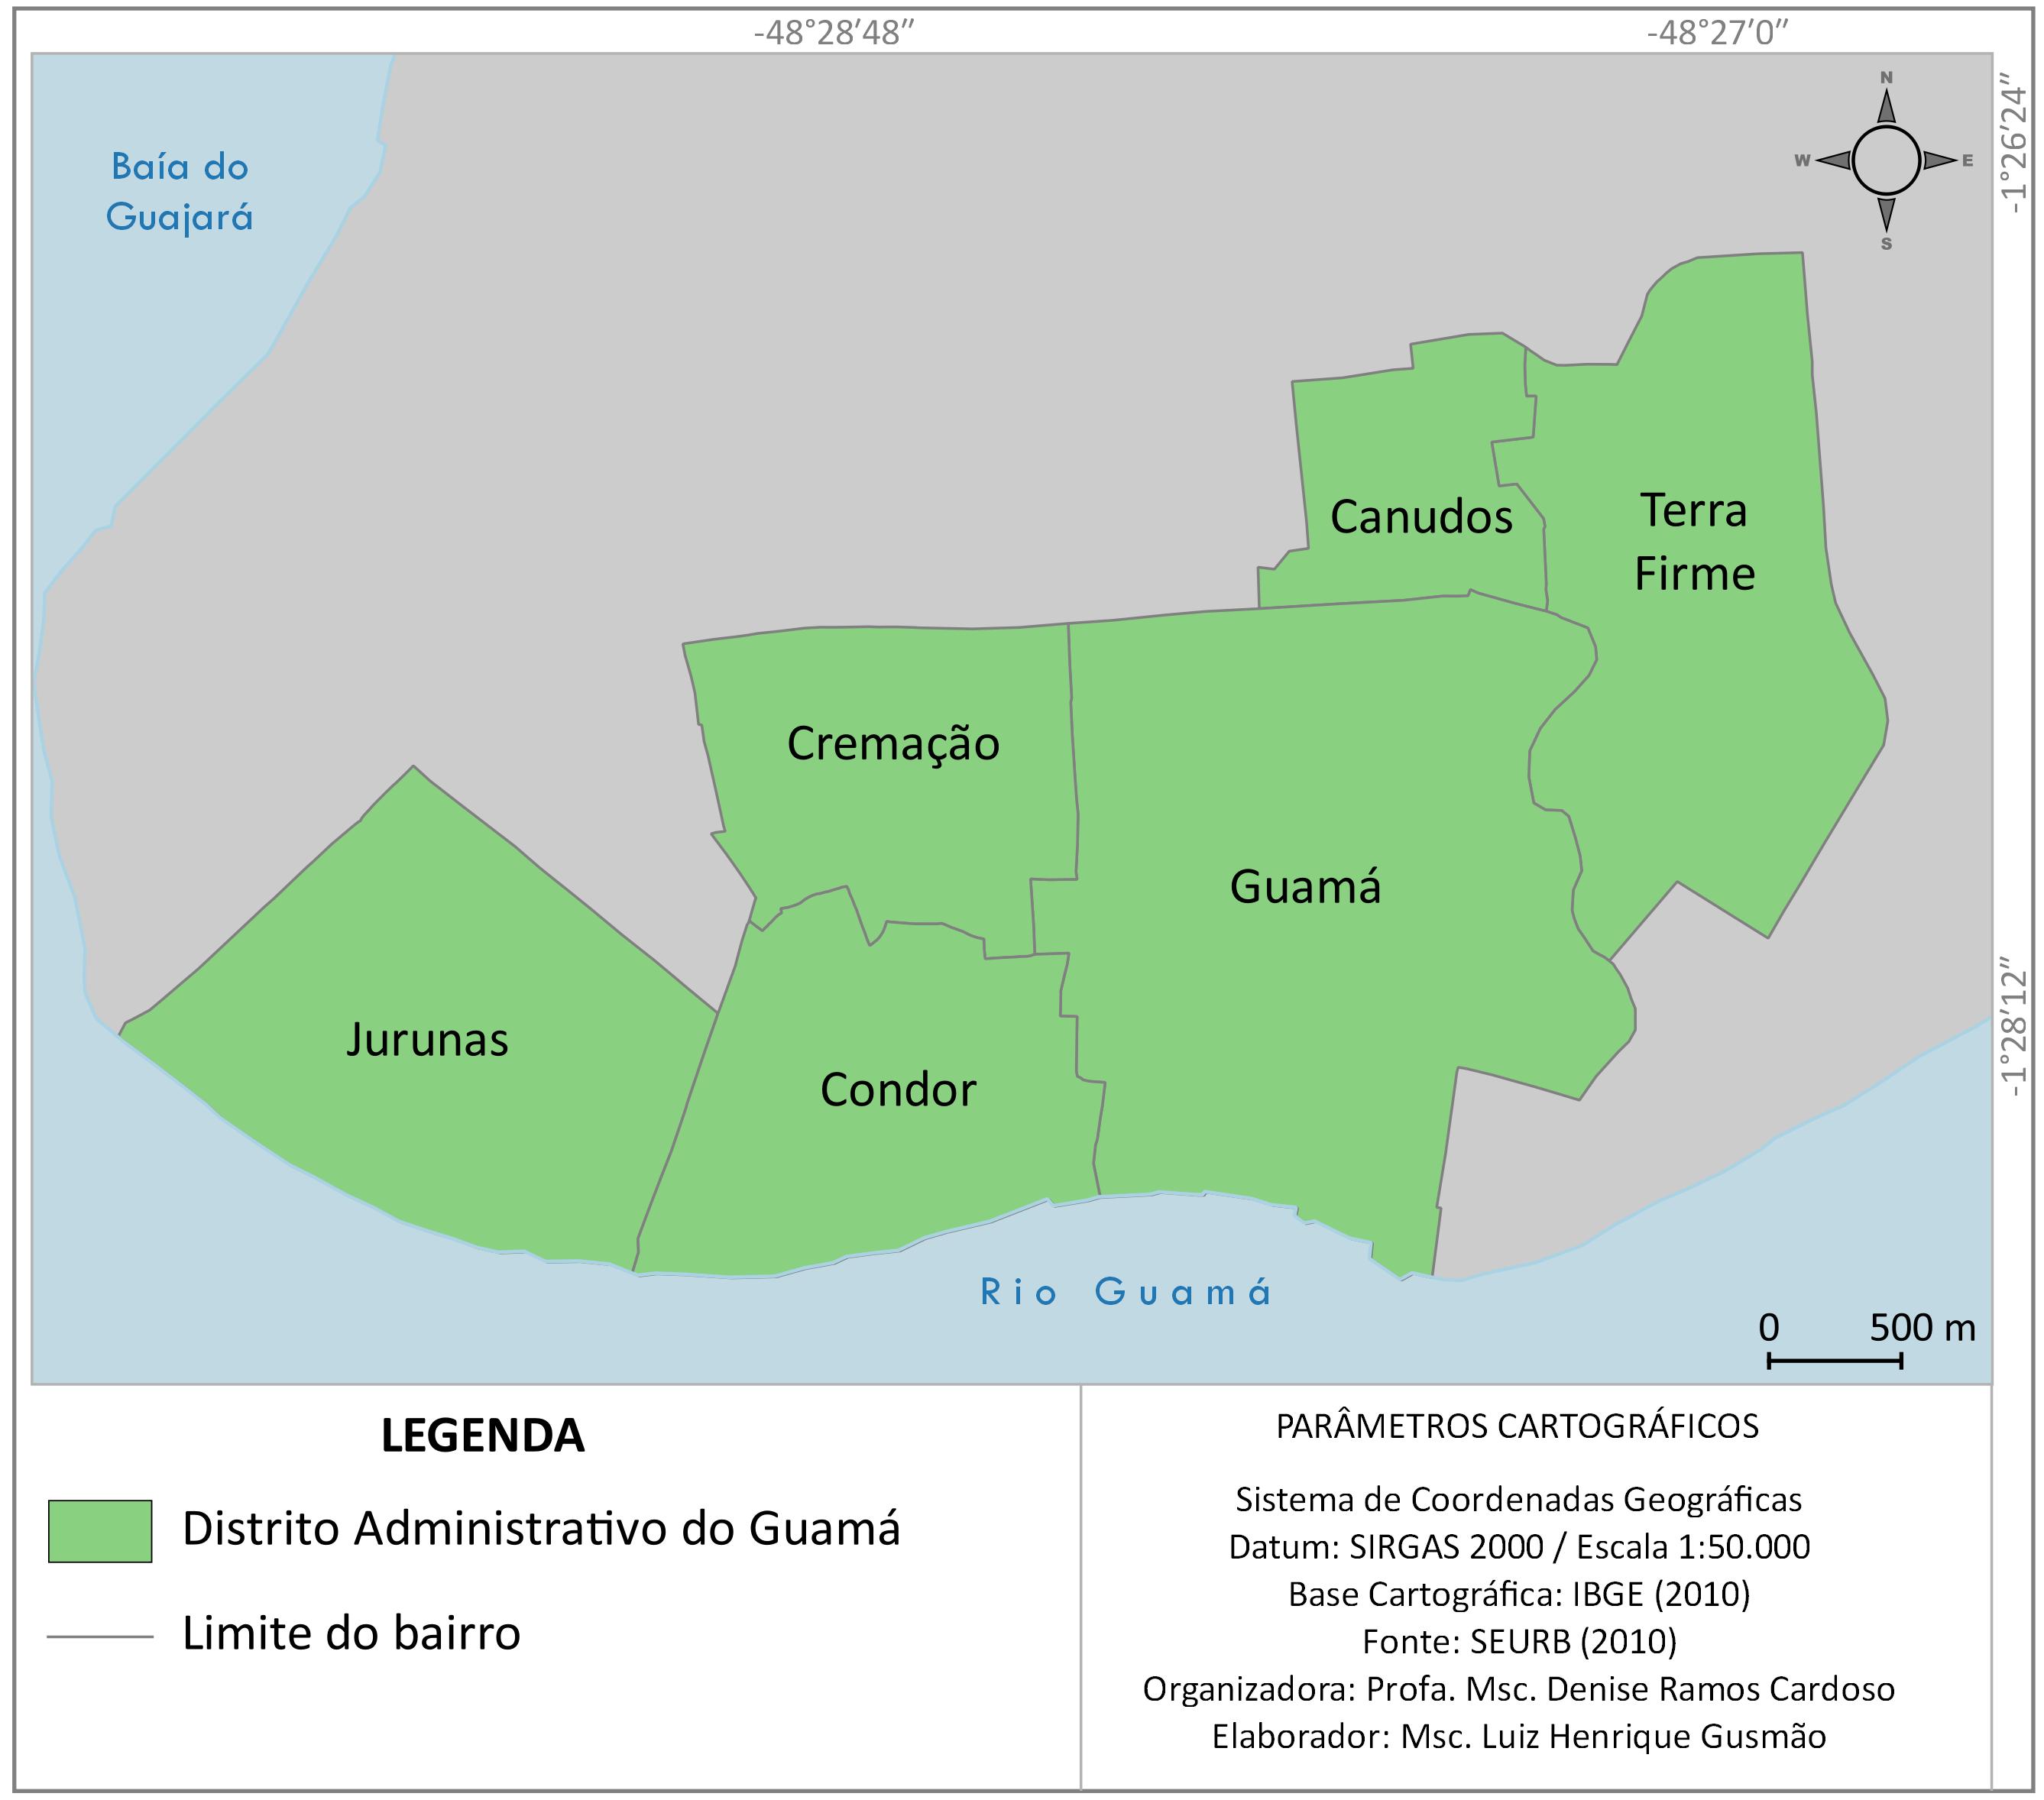 -48°28′48″
-48°27′0″
Baía do
Guajará
N
W
E
S
-1°26′24″
Canudos
Terra
Firme
Cremação
Guamá
Jurunas
Condor
-1°28′12″
Rio Guamá
0
500 m
LEGENDA
Distrito Administrativo do Guamá
Limite do bairro
PARÂMETROS CARTOGRÁFICOS
Sistema de Coordenadas Geográficas
Datum: SIRGAS 2000 / Escala 1:50.000
Base Cartográfica: IBGE (2010)
Fonte: SEURB (2010)
Organizadora: Profa. Msc. Denise Ramos Cardoso
Elaborador: Msc. Luiz Henrique Gusmão